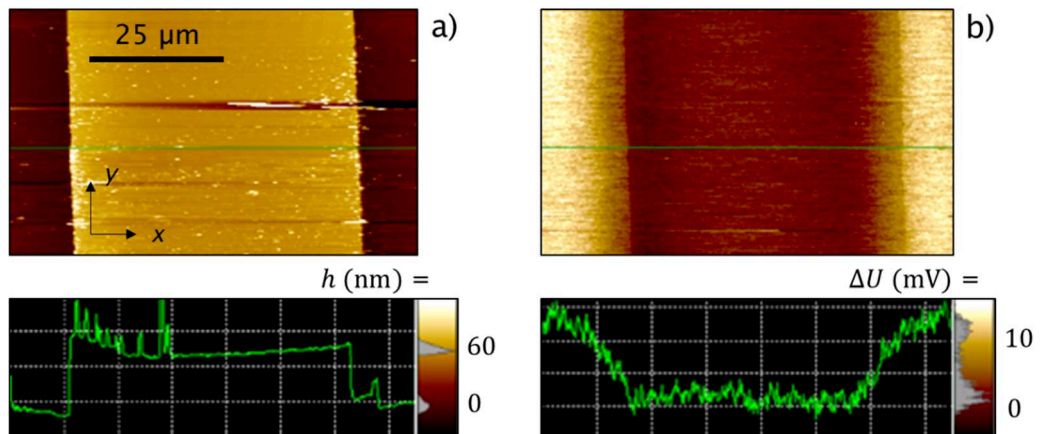 a)
25 μm
y
x
b)
h (nm) =
60
0
ΔU (mV) =
10
0